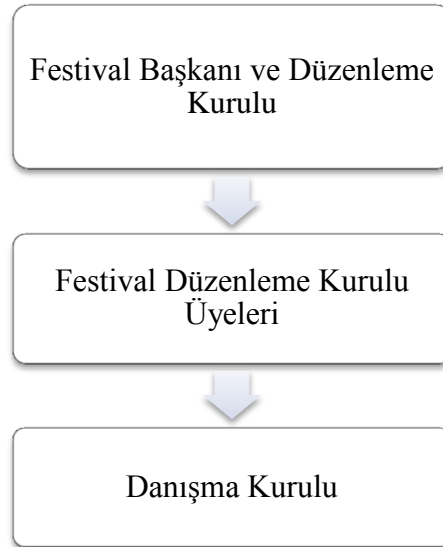 Festival Başkanı ve Düzenleme
Kurulu
Festival Düzenleme Kurulu
Üyeleri
Danışma Kurulu